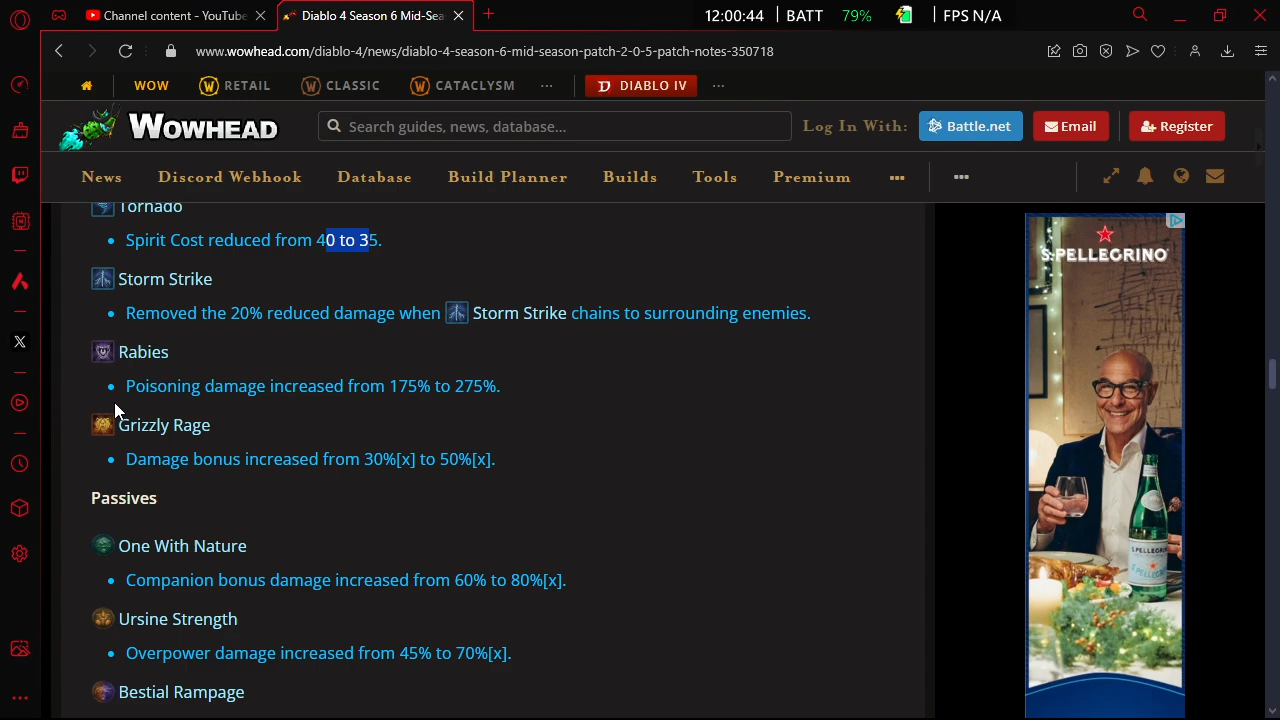 Channel content - YouTube
Diablo 4 Season 6 Mid-Sea
12:00:44 BATT 79% FPS N/A
www.wowhead.com/diablo-4/news/diablo-4-season-6-mid-season-patch-2-0-5-patch-notes-350718
WOW RETAIL CLASSIC CATACLYSM ... DIABLO IV ...
WOWHEAD Search guides, news, database... Log In With: Battle.net Email Register
News Discord Webhook Database Build Planner Builds Tools Premium ... ...
Tornado
• Spirit Cost reduced from 40 to 35.
Storm Strike
• Removed the 20% reduced damage when Storm Strike chains to surrounding enemies.
Rabies
• Poisoning damage increased from 175% to 275%.
Grizzly Rage
• Damage bonus increased from 30%[x] to 50%[x].
Passives
One With Nature
• Companion bonus damage increased from 60% to 80%[x].
Ursine Strength
• Overpower damage increased from 45% to 70%[x].
Bestial Rampage
S.PELLEGRINO